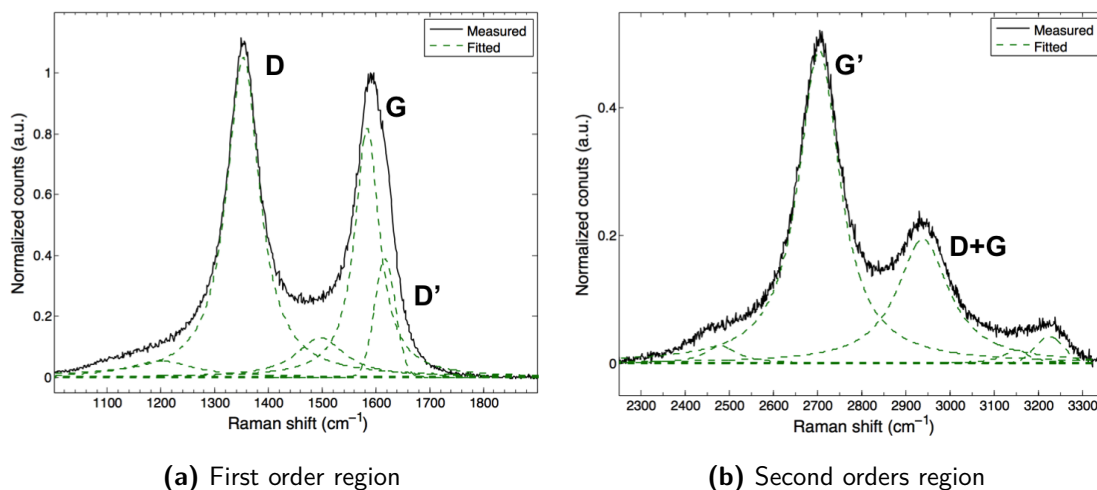 Measured
Fitted
D
G
D'
1
0.8
0.6
0.4
0.2
0
Normalized counts (a.u.)
1100 1200 1300 1400 1500 1600 1700 1800
Raman shift (cm⁻¹)
(a) First order region
Measured
Fitted
G'
D+G
0.4
0.2
0
Normalized conuts (a.u.)
2300 2400 2500 2600 2700 2800 2900 3000 3100 3200 3300
Raman shift (cm⁻¹)
(b) Second orders region